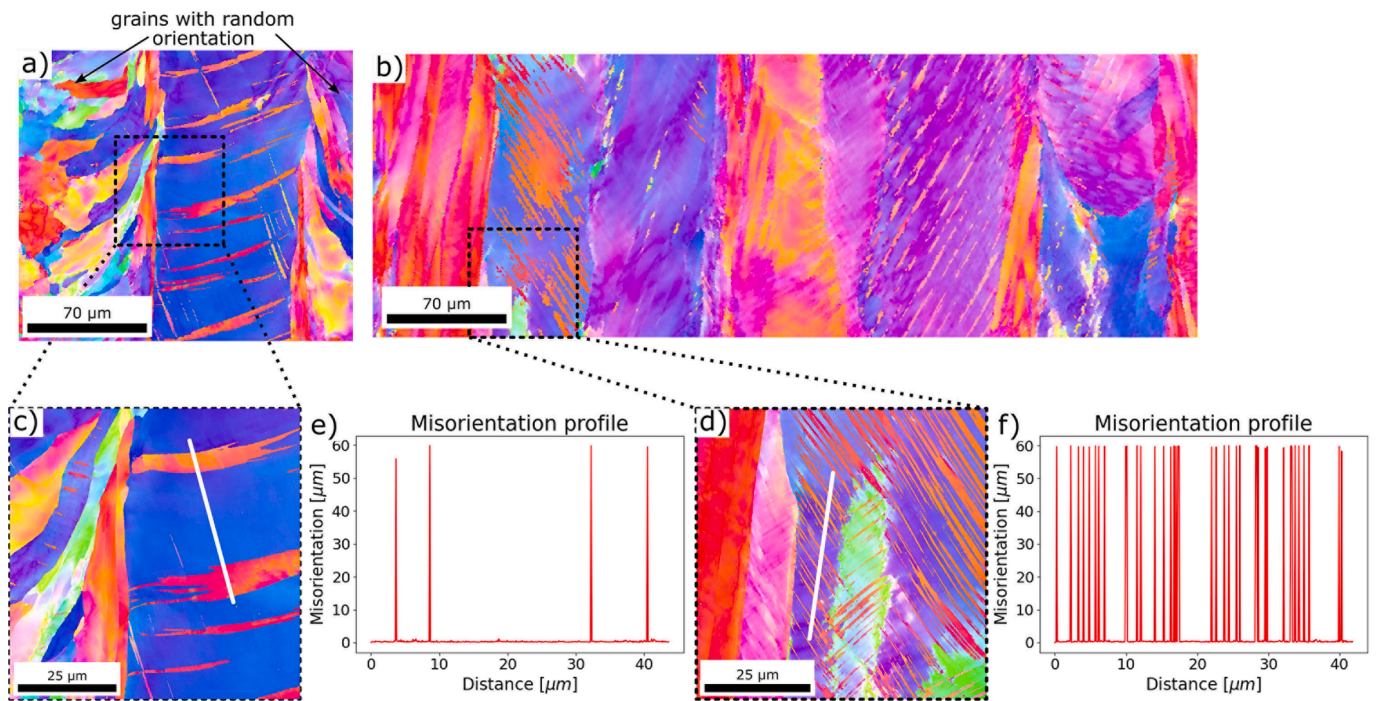 grains with random
orientation
a)
b)
70 μm
70 μm
c)
e)
Misorientation profile
Misorientation [μm]
60
50
40
30
20
10
0
0
10
20
30
40
Distance [μm]
25 μm
d)
f)
Misorientation profile
Misorientation [μm]
60
50
40
30
20
10
0
0
10
20
30
40
Distance [μm]
25 μm